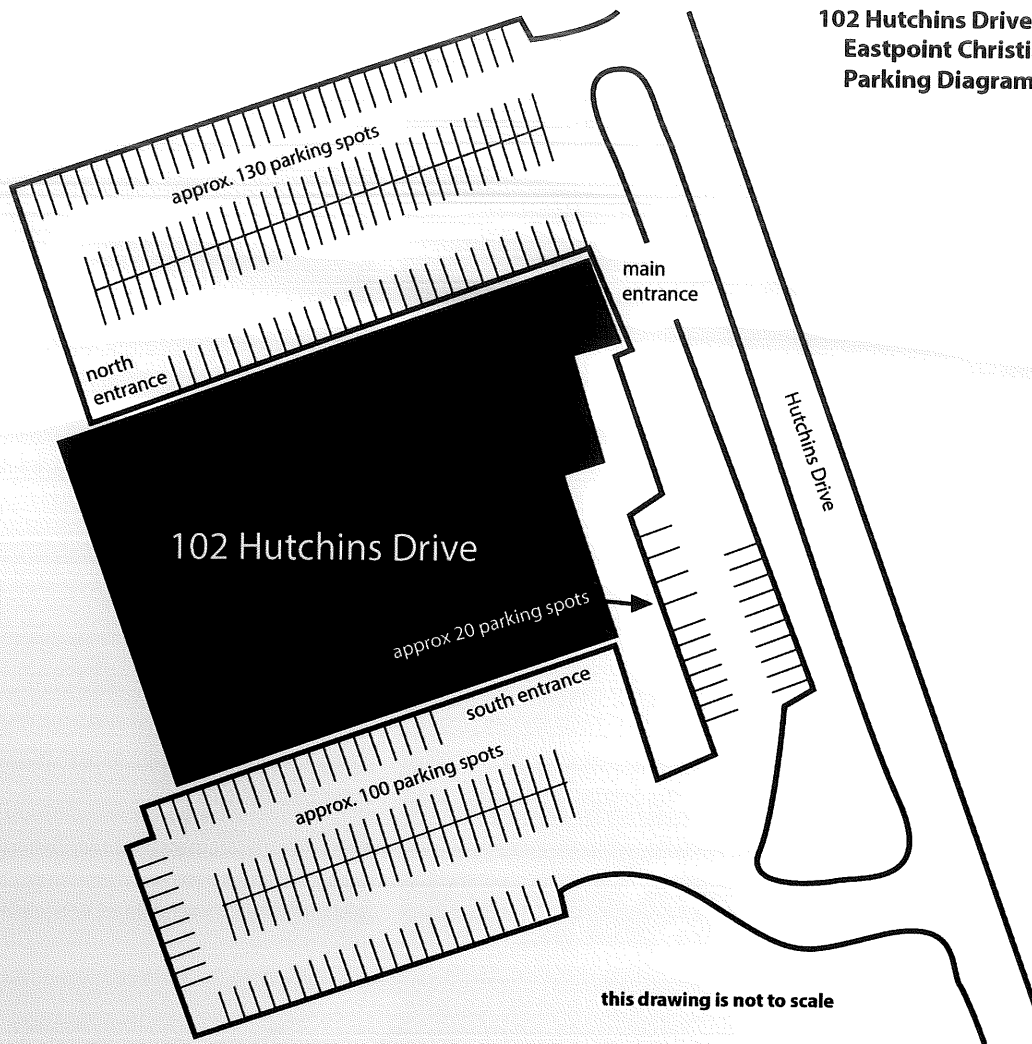 102 Hutchins Drive
Eastpoint Christi
Parking Diagram
approx. 130 parking spots
main
entrance
north
entrance
Hutchins Drive
102 Hutchins Drive
approx 20 parking spots
south entrance
approx. 100 parking spots
this drawing is not to scale